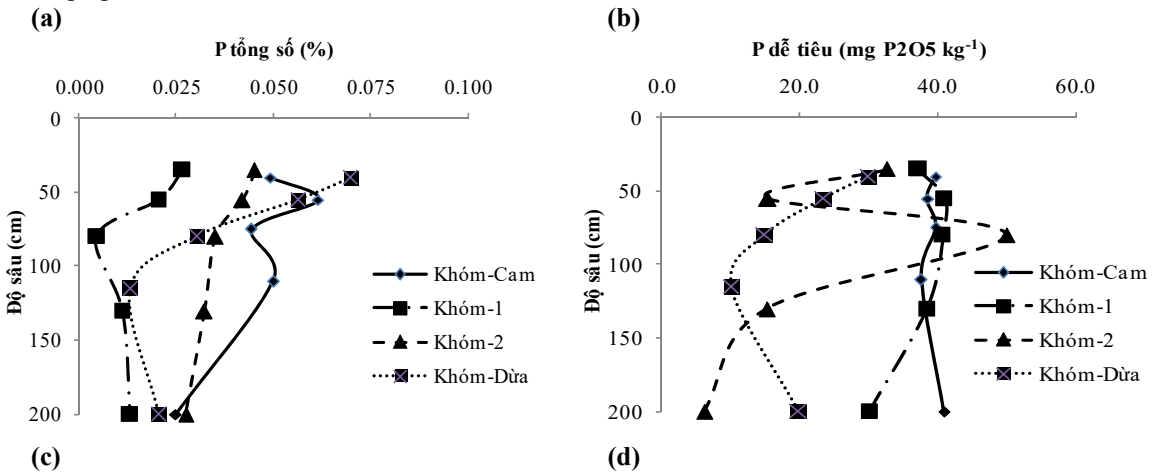 (a)
P tổng số (%)
0.000 0.025 0.050 0.075 0.100
0
50
100
150
200
Độ sâu (cm)
Khóm-Cam
Khóm-1
Khóm-2
Khóm-Dừa
(b)
P dễ tiêu (mg P2O5 kg-1)
0.0 20.0 40.0 60.0
0
50
100
150
200
Độ sâu (cm)
Khóm-Cam
Khóm-1
Khóm-2
Khóm-Dừa
(c)
(d)